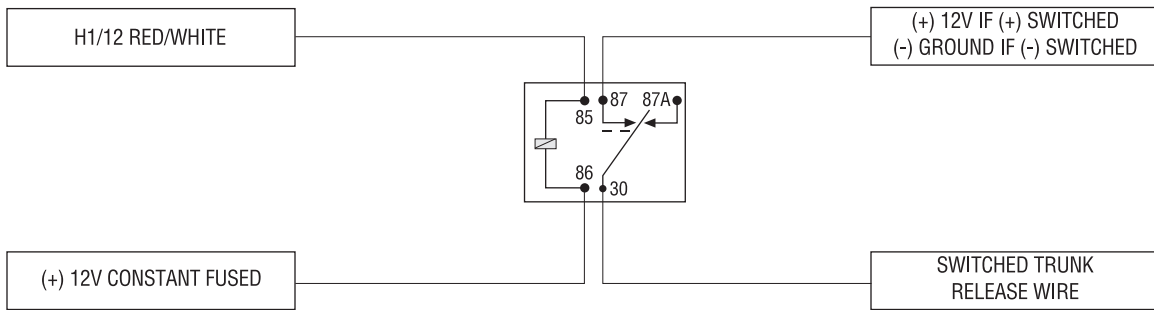 H1/12 RED/WHITE
(+) 12V IF (+) SWITCHED
(-) GROUND IF (-) SWITCHED
87
87A
85
86
30
(+) 12V CONSTANT FUSED
SWITCHED TRUNK
RELEASE WIRE